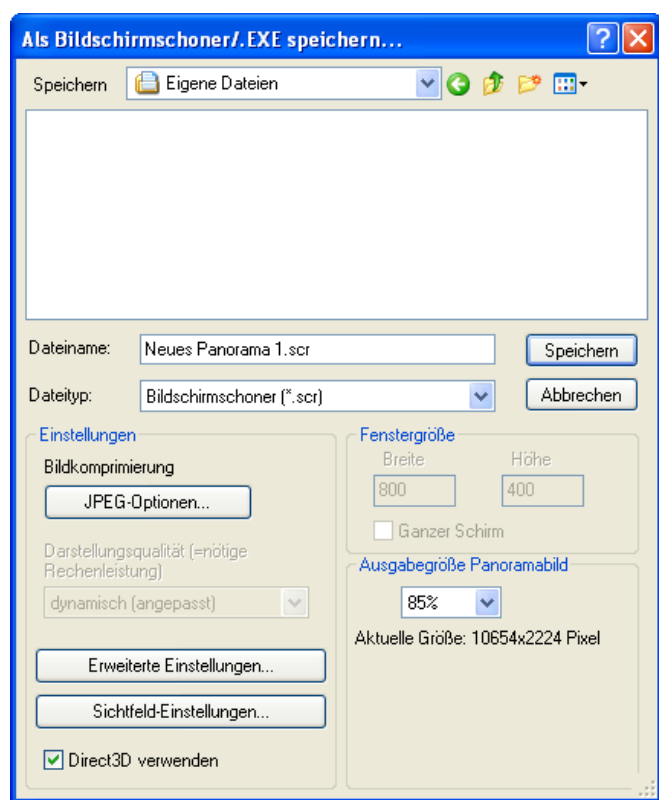 Als Bildschirmschoner/.EXE speichern...
Speichern
Eigene Dateien
Dateiname:
Neues Panorama 1.scr
Speichern
Dateityp:
Bildschirmschoner (*.scr)
Abbrechen
Einstellungen
Bildkomprimierung
JPEG-Optionen...
Darstellungsqualität (=nötige
Rechenleistung)
dynamisch (angepasst)
Erweiterte Einstellungen...
Sichtfeld-Einstellungen...
Direct3D verwenden
Fenstergröße
Breite
Höhe
800
400
Ganzer Schirm
Ausgabegröße Panoramabild
85%
Aktuelle Größe: 10654x2224 Pixel